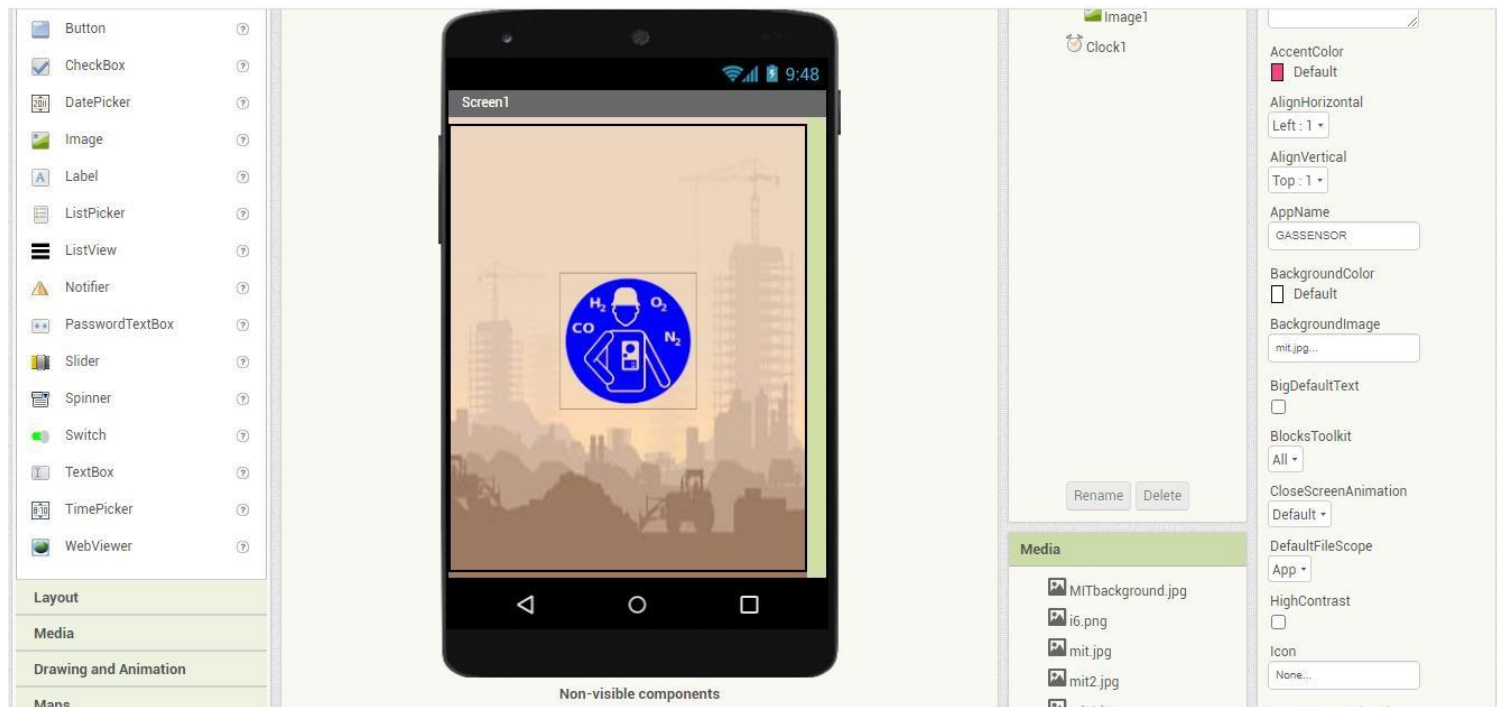 Button
CheckBox
DatePicker
Image
Label
ListPicker
ListView
Notifier
PasswordTextBox
Slider
Spinner
Switch
TextBox
TimePicker
WebViewer
Layout
Media
Drawing and Animation
Maps
9:48
Screen1
H2 O2
CO N2
Non-visible components
Image1
Clock1
Rename Delete
Media
MITbackground.jpg
i6.png
mit.jpg
mit2.jpg
AccentColor
Default
AlignHorizontal
Left : 1
AlignVertical
Top : 1
AppName
GASSENSOR
BackgroundColor
Default
BackgroundImage
mit.jpg...
BigDefaultText
BlocksToolkit
All
CloseScreenAnimation
Default
DefaultFileScope
App
HighContrast
Icon
None...